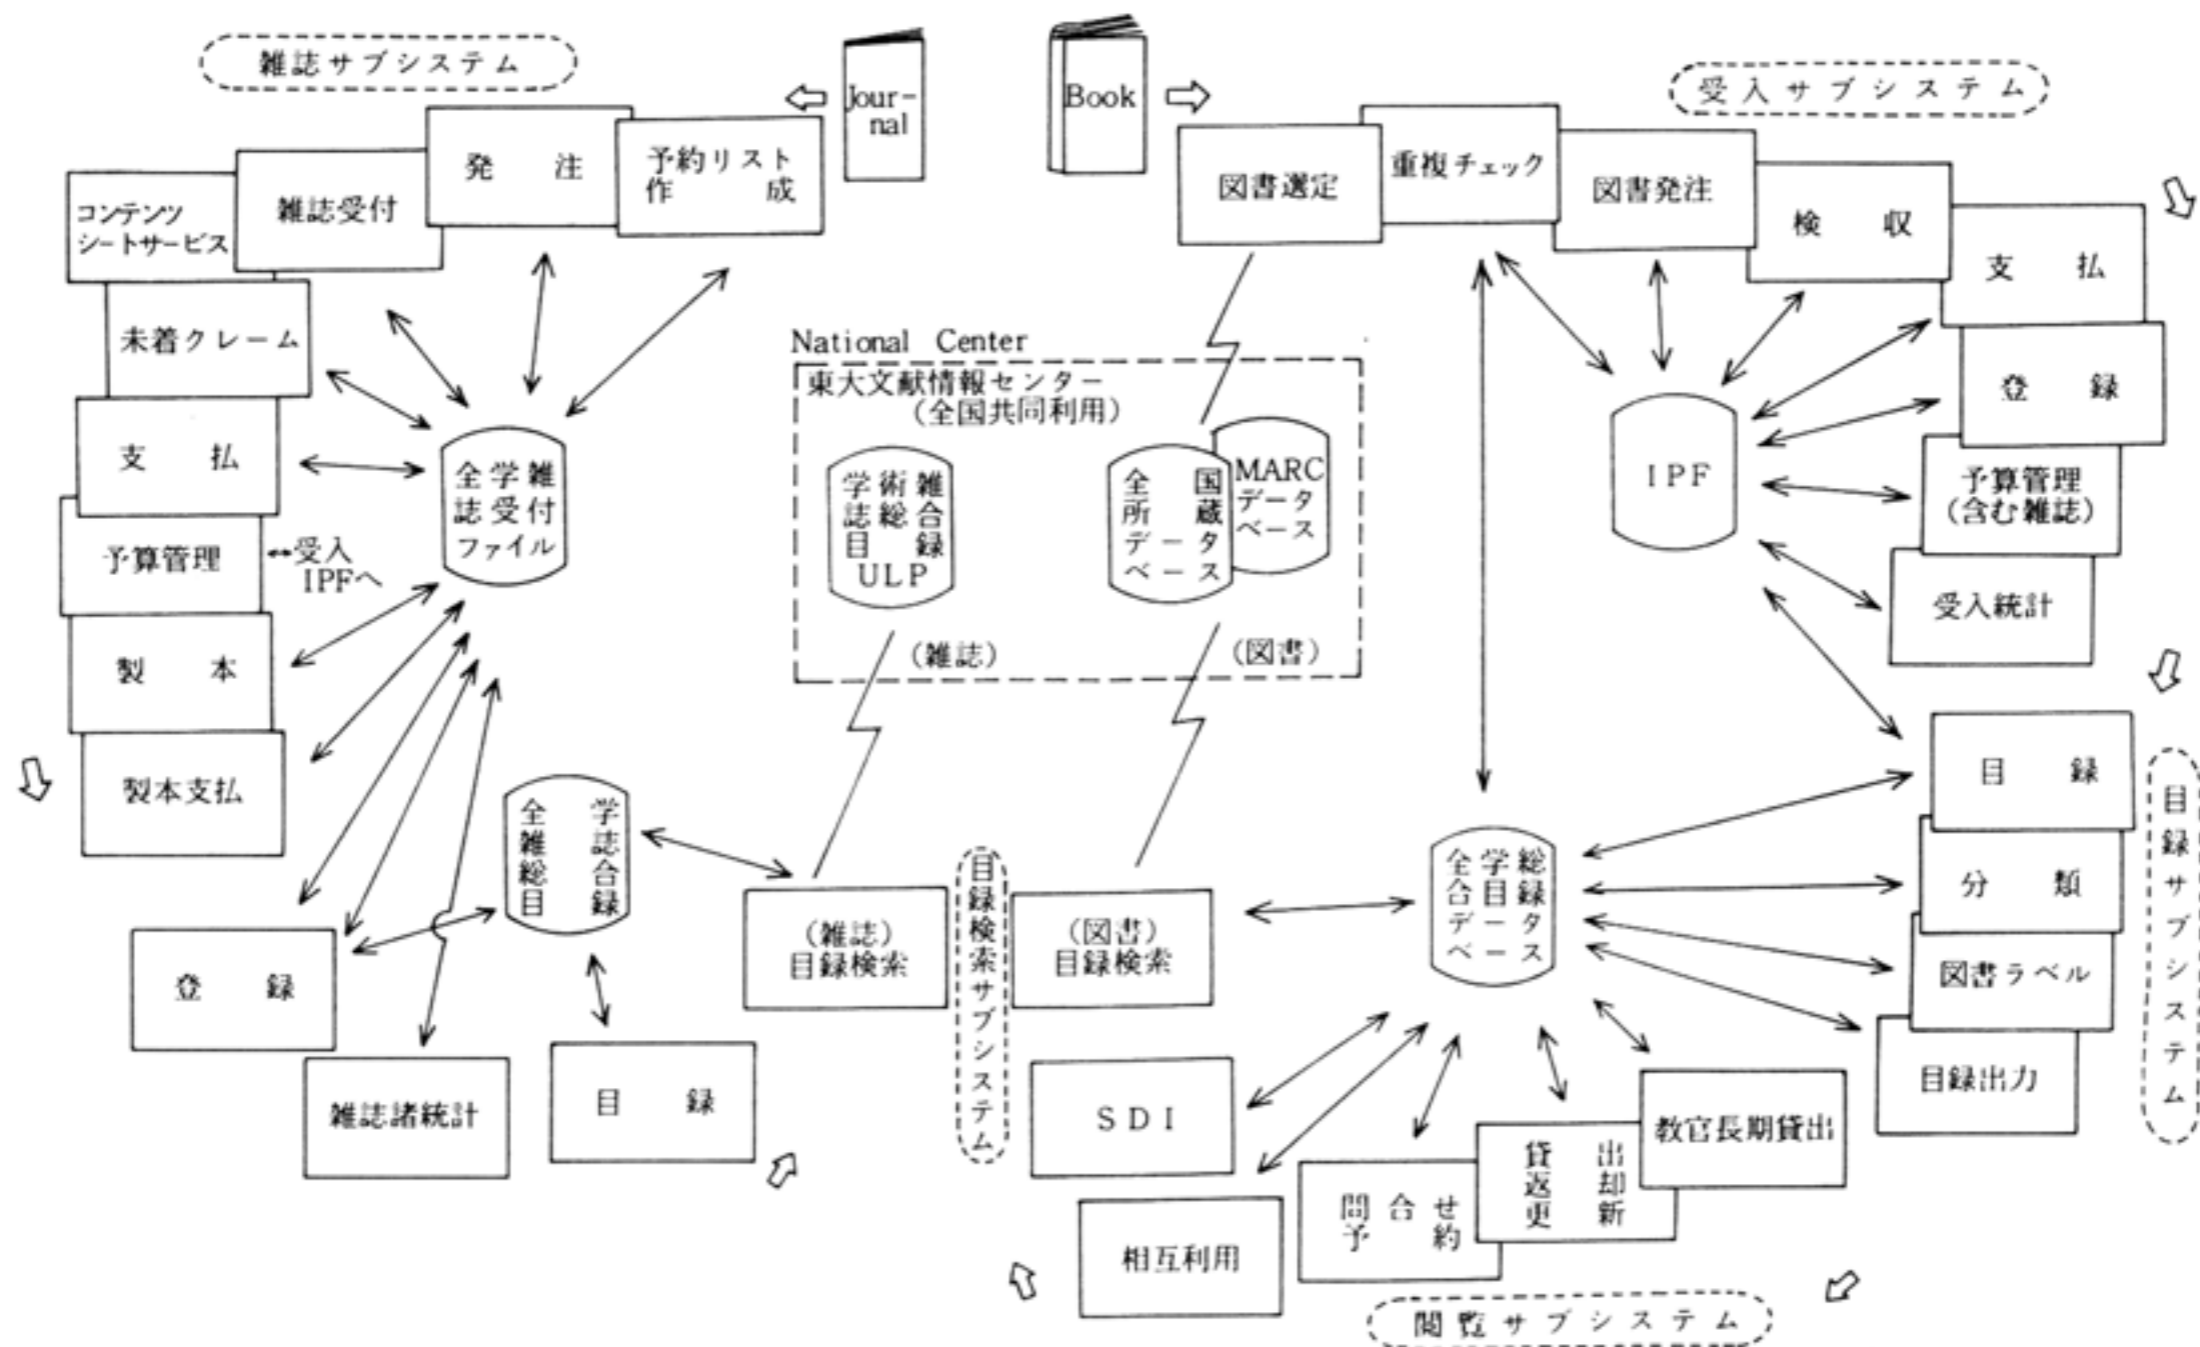 雑誌サブシステム
Jour-
nal
Book
受入サブシステム
コンテンツ
シートサービス
雑誌受付
発注
予約リスト
作成
図書選定
重複チェック
図書発注
検収
支払
登録
予算管理
(含む雑誌)
受入統計
未着クレーム
支払
予算管理
↔受入
IPFへ
製本
製本支払
全学雑
誌受付
ファイル
National Center
東大文献情報センター
(全国共同利用)
学術雑
誌総合
目録
ULP
全国
所蔵
データ
ベース
MARC
データ
ベース
(雑誌)
(図書)
IPF
全学
雑誌
総合
目録
登録
雑誌諸統計
目録
(雑誌)
目録検索
目録検索サブシステム
(図書)
目録検索
全学総
合目録
データ
ベース
目録
分類
図書ラベル
目録出力
目録サブシステム
SDI
相互利用
問合せ
予約
貸出
返却
更新
教官長期貸出
閲覧サブシステム